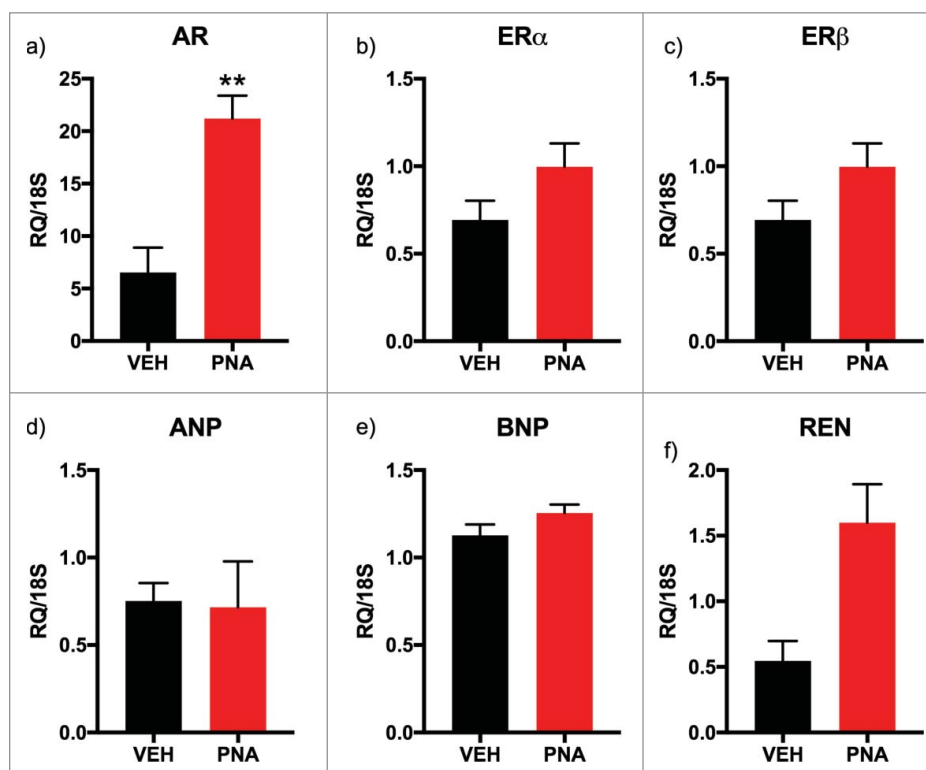 a) AR
**
25
20
15
10
5
0
RQ/18S
VEH PNA
b) ERα
1.5
1.0
0.5
0.0
RQ/18S
VEH PNA
c) ERβ
1.5
1.0
0.5
0.0
RQ/18S
VEH PNA
d) ANP
1.5
1.0
0.5
0.0
RQ/18S
VEH PNA
e) BNP
1.5
1.0
0.5
0.0
RQ/18S
VEH PNA
f) REN
2.0
1.5
1.0
0.5
0.0
RQ/18S
VEH PNA